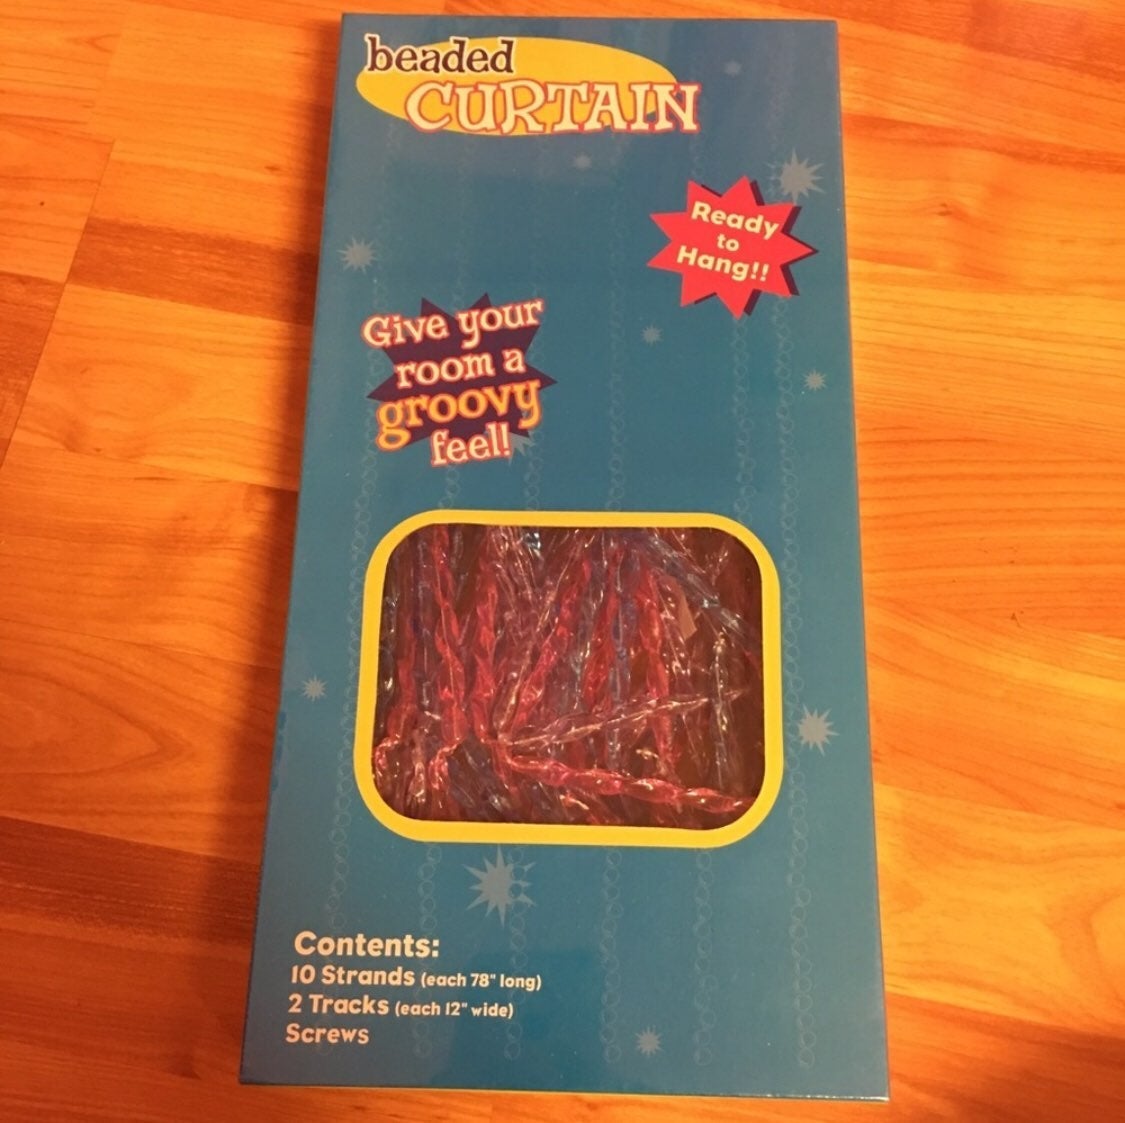 beaded
CURTAIN
Ready
to
Hang!!
Give your
room a
groovy
feel!
Contents:
10 Strands (each 78" long)
2 Tracks (each 12" wide)
Screws